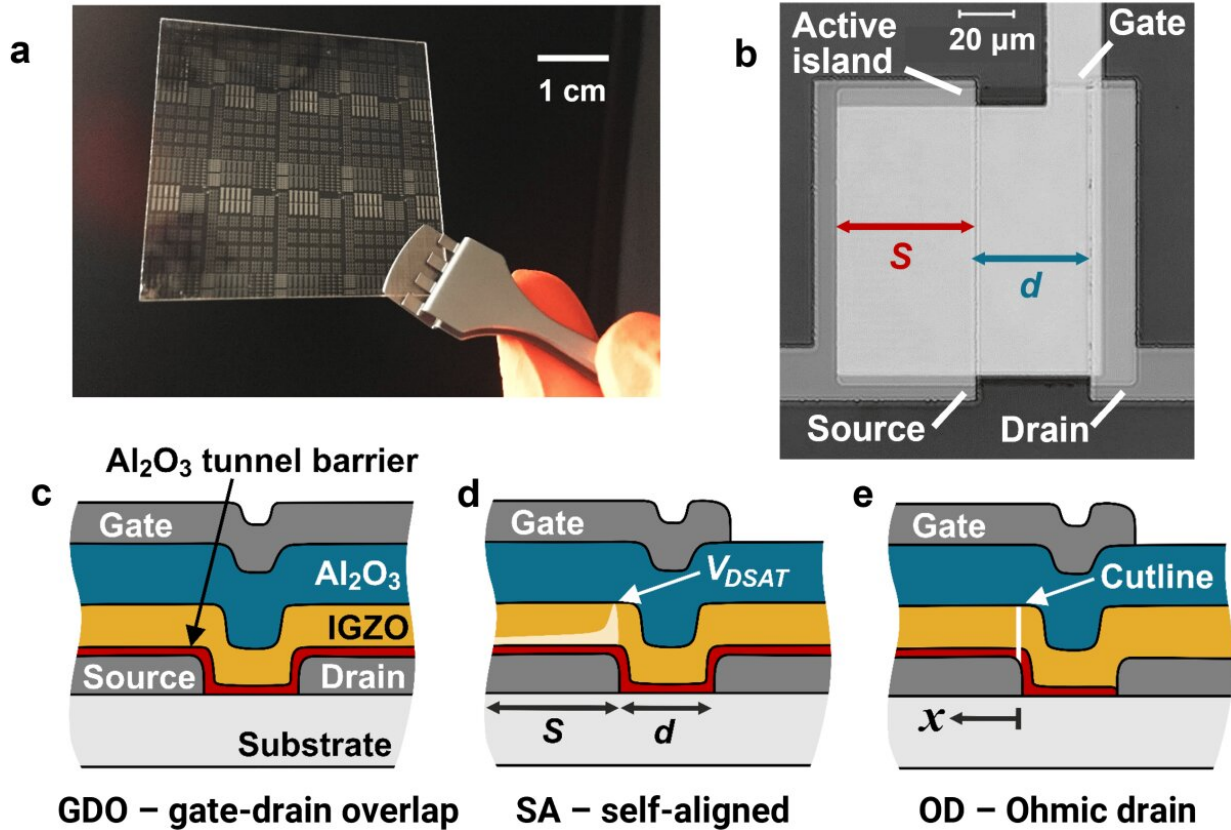 a
1 cm
b
Active
island
20 μm
Gate
S
d
Source
Drain
Al₂O₃ tunnel barrier
c
Gate
Al₂O₃
IGZO
Source
Drain
Substrate
GDO – gate-drain overlap
d
Gate
V_DSAT
S
d
SA – self-aligned
e
Gate
Cutline
x
OD – Ohmic drain